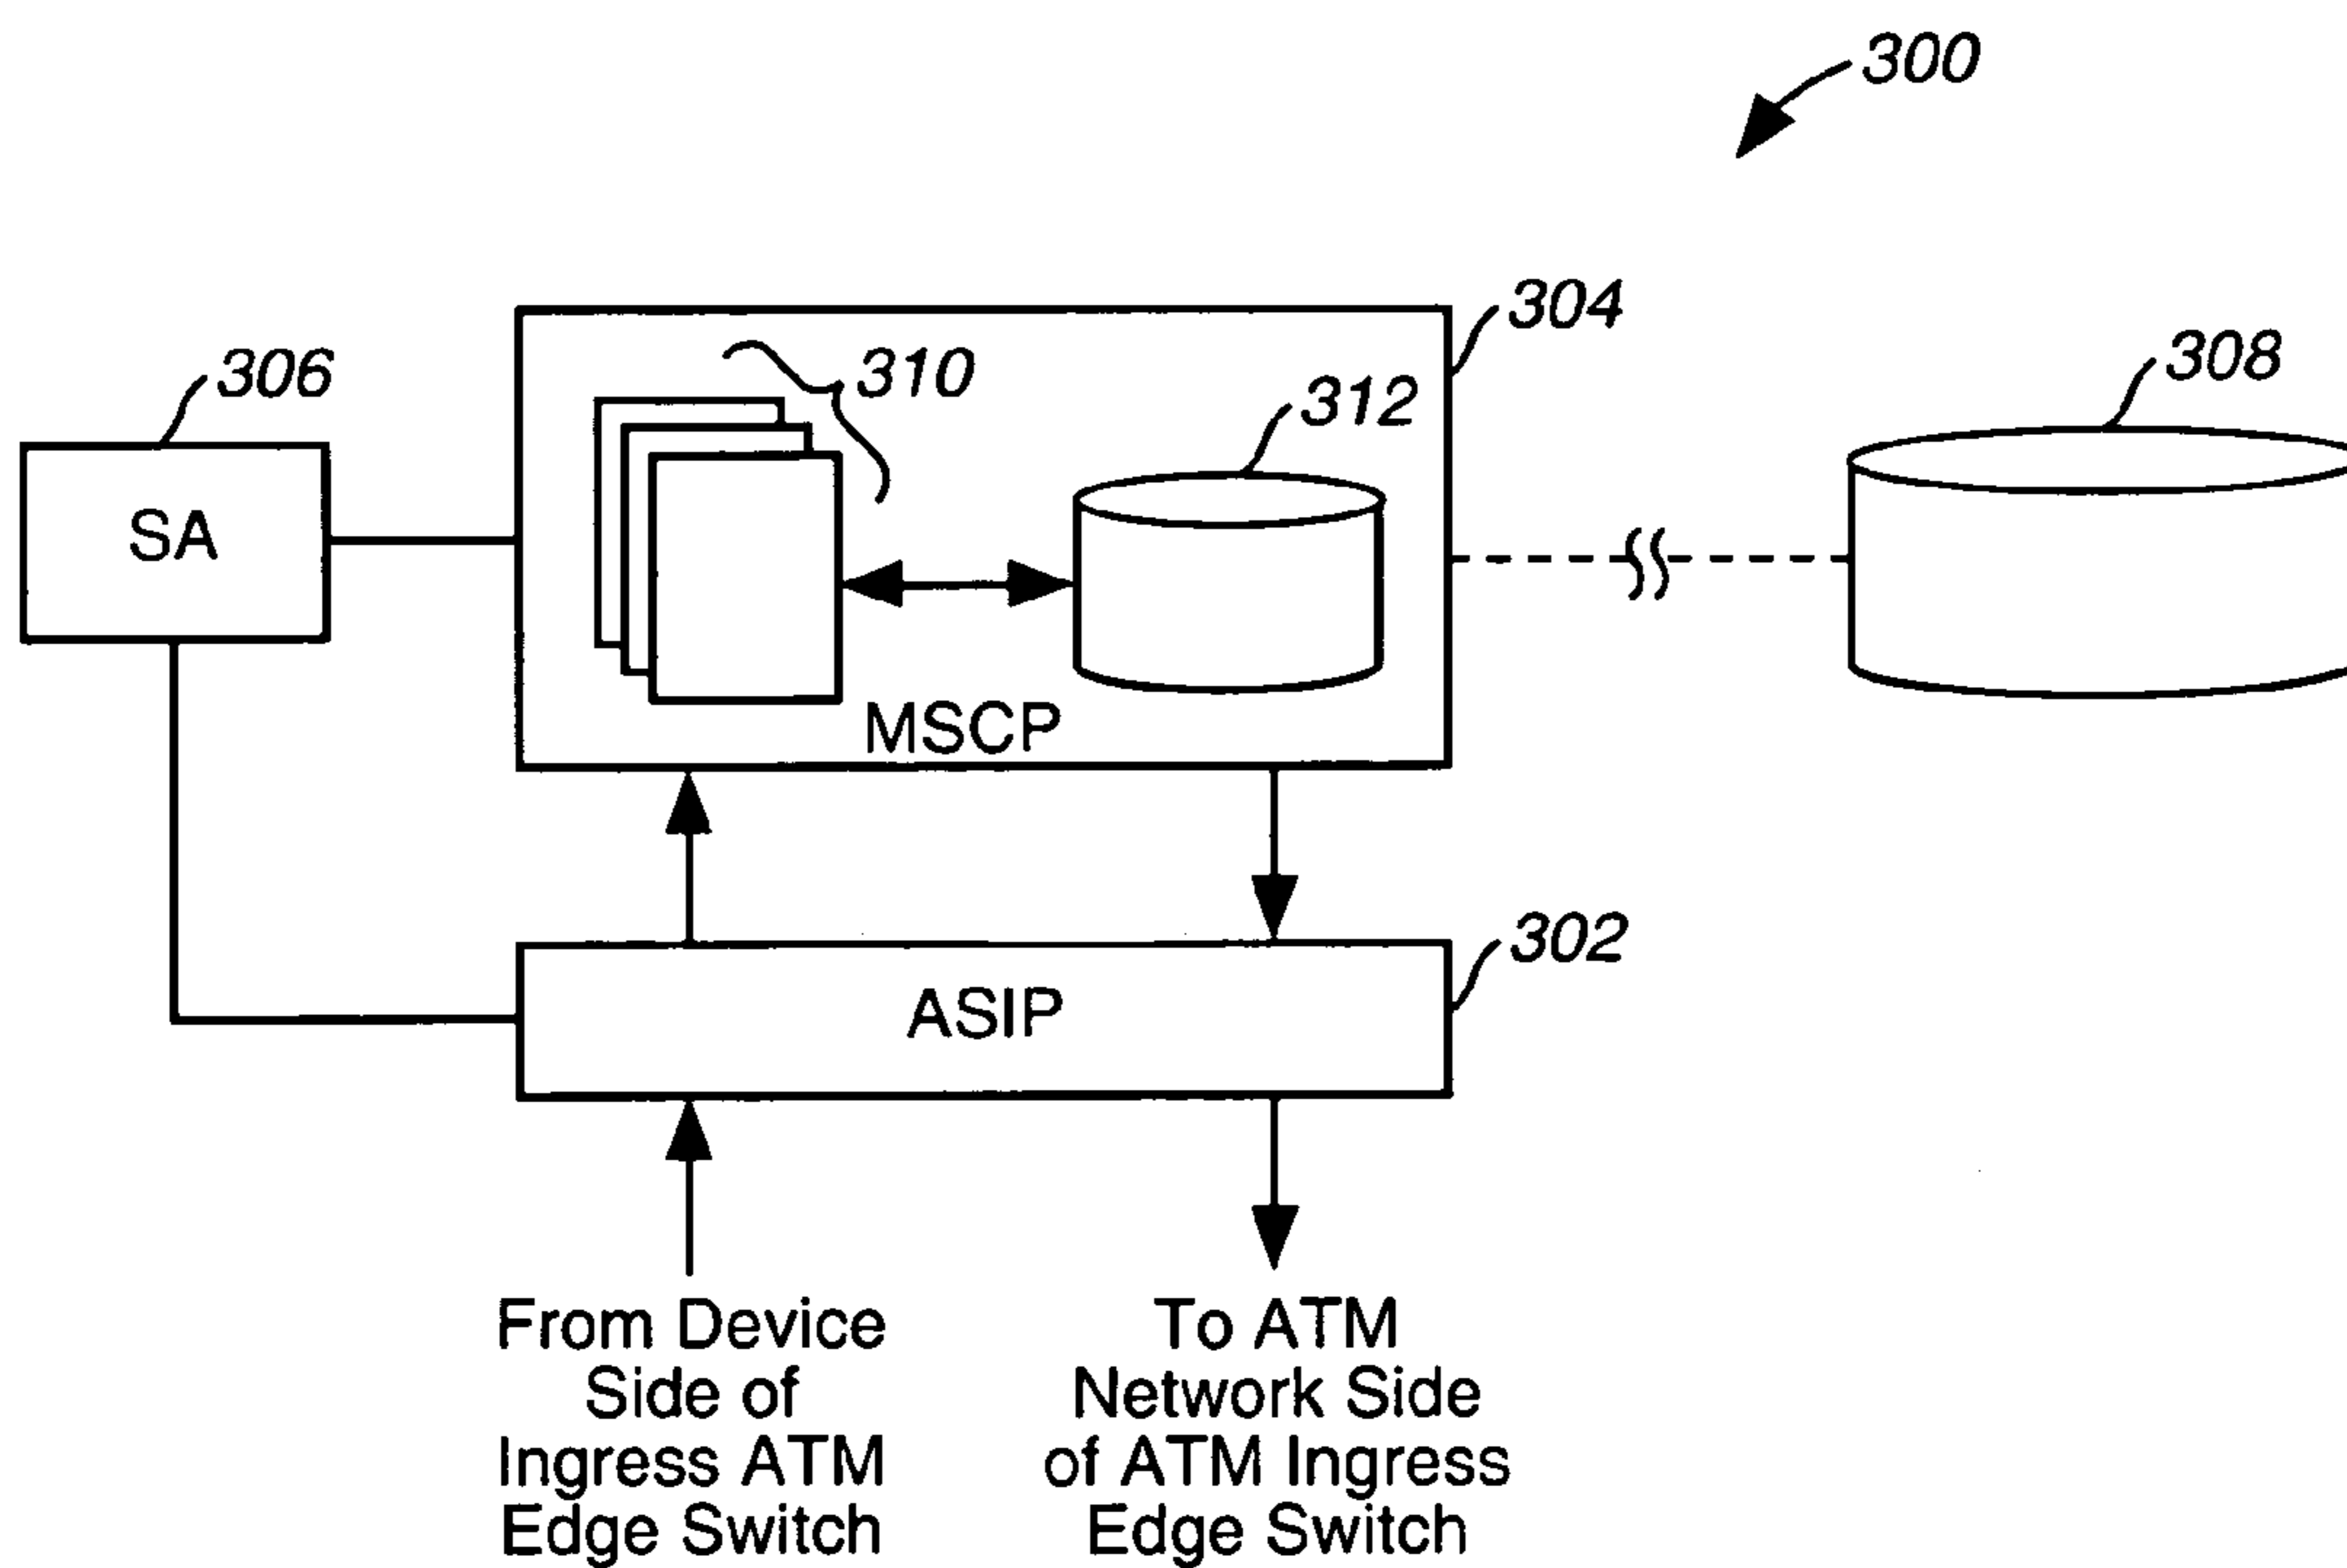 300
304
308
306
310
312
SA
MSCP
302
ASIP
From Device
Side of
Ingress ATM
Edge Switch
To ATM
Network Side
of ATM Ingress
Edge Switch